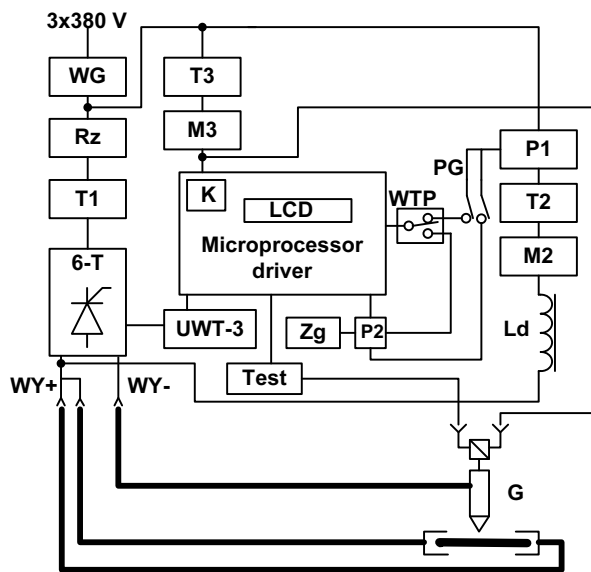 3x380 V
WG
T3
Rz
M3
P1
PG
K
WTP
T1
LCD
T2
Microprocessor
driver
6-T
M2
UWT-3
Zg
P2
Ld
Test
WY+
WY-
G